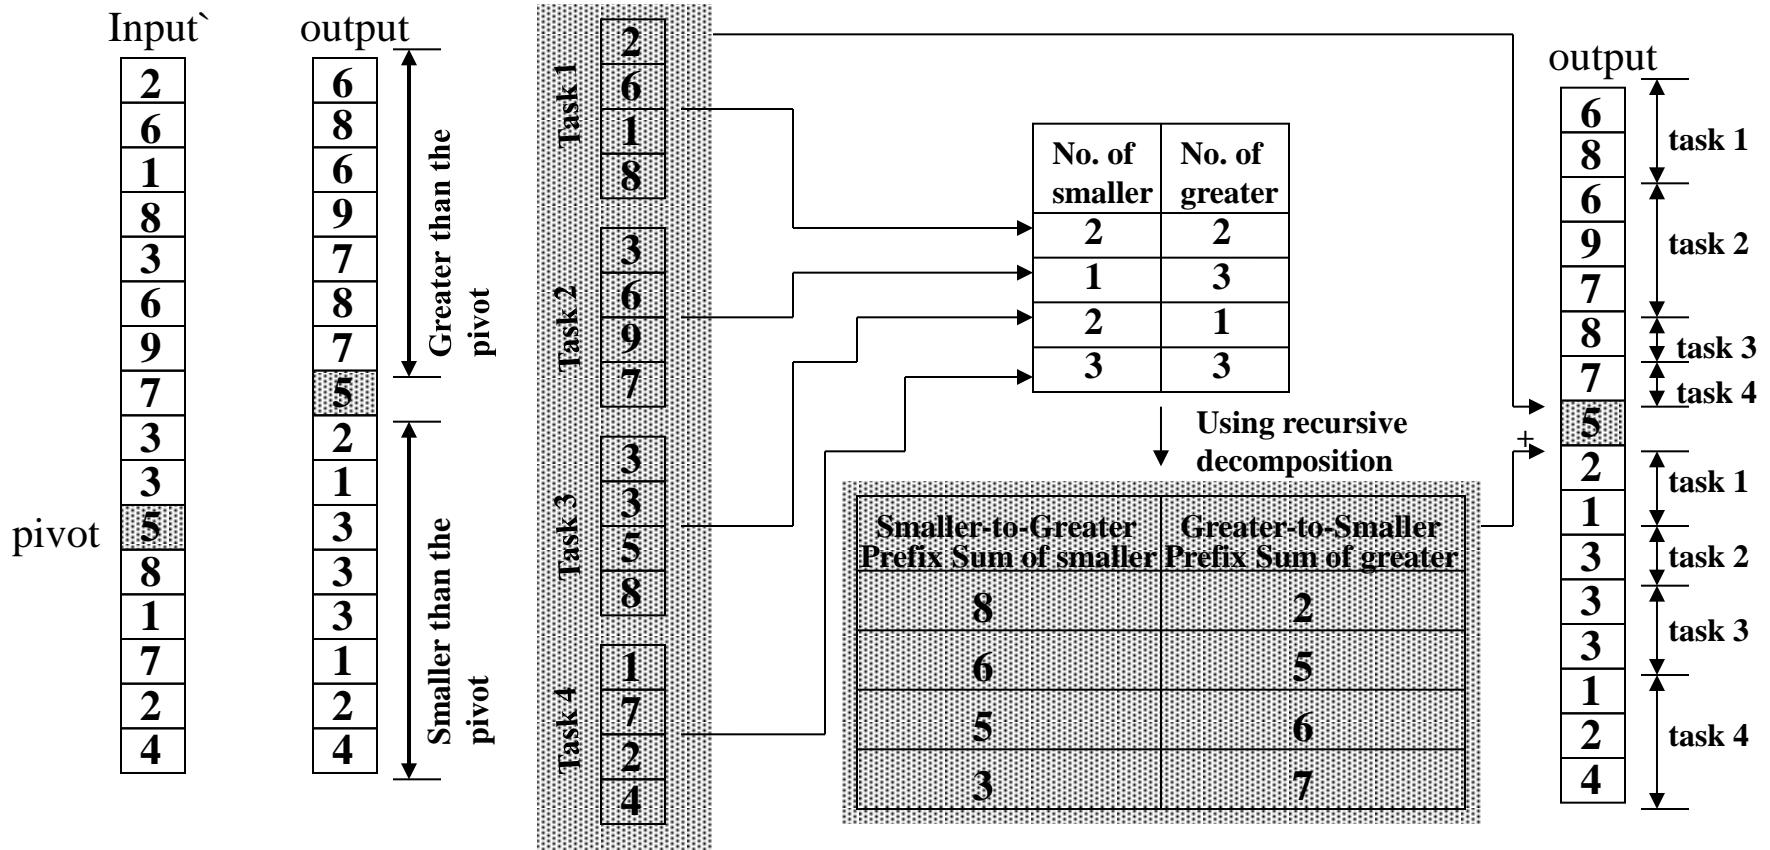 Input`
2
6
1
8
3
6
9
7
3
3
5
8
1
7
2
4
pivot
output
6
8
6
9
7
8
7
5
2
1
3
3
3
1
2
4
Greater than the
pivot
Smaller than the
pivot
Task 1
2
6
1
8
Task 2
3
6
9
7
Task 3
3
3
5
8
Task 4
1
7
2
4
No. of smaller
No. of greater
2 2
1 3
2 1
3 3
Using recursive
decomposition
Smaller-to-Greater
Prefix Sum of smaller
Greater-to-Smaller
Prefix Sum of greater
8 2
6 5
5 6
3 7
+
output
6
8
6
9
7
8
7
5
2
1
3
3
3
1
2
4
task 1
task 2
task 3
task 4
task 1
task 2
task 3
task 4